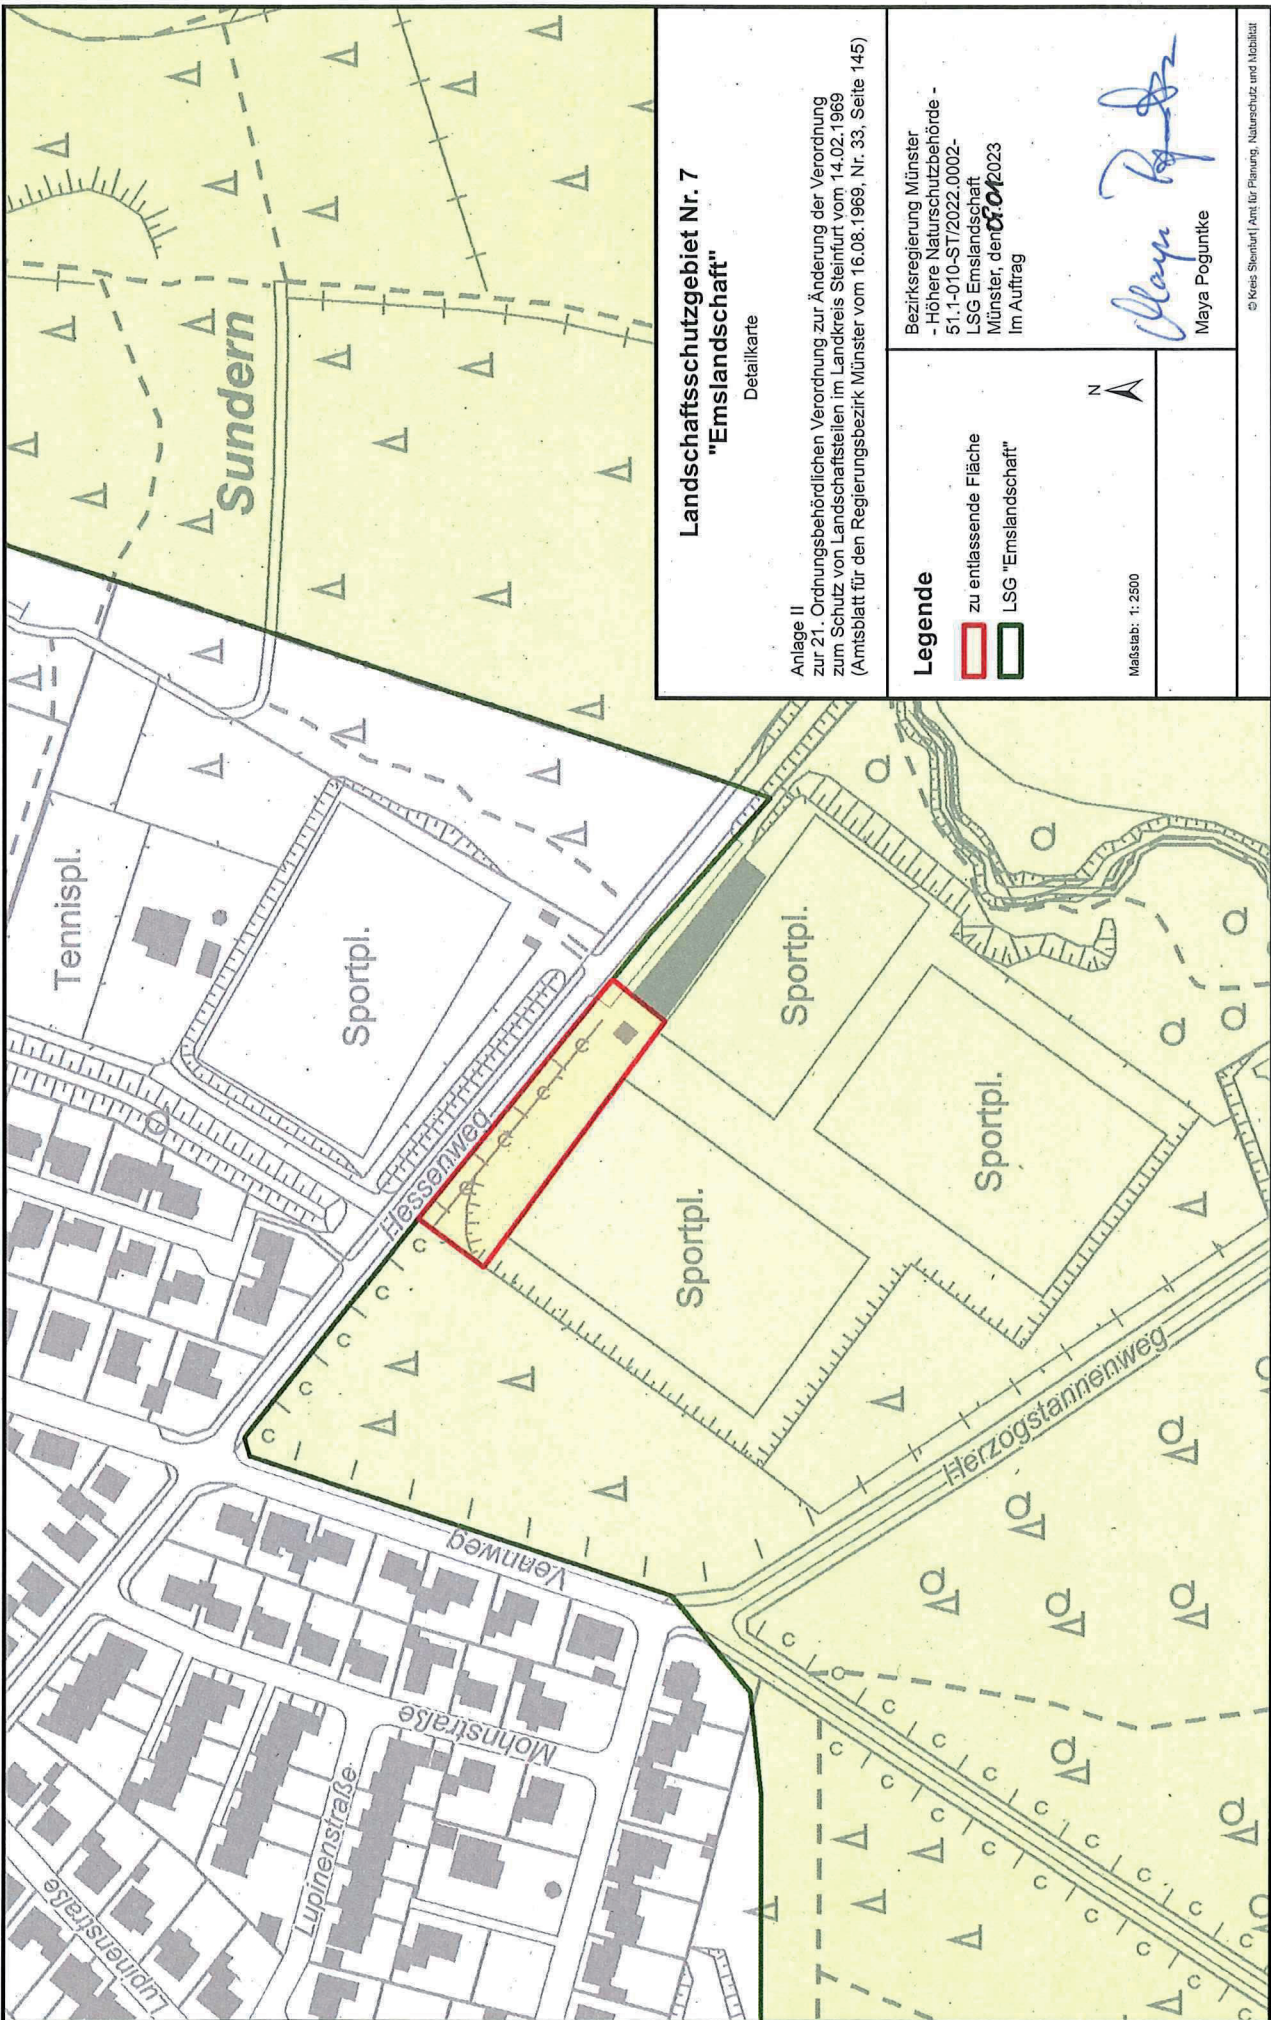 Landschaftsschutzgebiet Nr. 7
"Emslandschaft"
Detailkarte
Anlage II
zur 21. Ordnungsbehördlichen Verordnung zur Änderung der Verordnung
zum Schutz von Landschaftsteilen im Landkreis Steinfurt vom 14.02.1969
(Amtsblatt für den Regierungsbezirk Münster vom 16.08.1969, Nr. 33, Seite 145)
Legende
zu entlassende Fläche
LSG "Emslandschaft"
N
Maßstab: 1: 2500
Bezirksregierung Münster
- Höhere Naturschutzbehörde -
51.1-010-ST/2022.0002-
LSG Emslandschaft
Münster, den 2023
Im Auftrag
Maya Poguntke
© Kreis Steinfurt| Amt für Planung, Naturschutz und Mobilität
Sundern
Tennispl.
Sportpl.
Hessenweg
Sportpl.
Sportpl.
Sportpl.
Herzogstannenweg
Vennweg
Mohnstraße
Lupinenstraße
Lupinenstraße